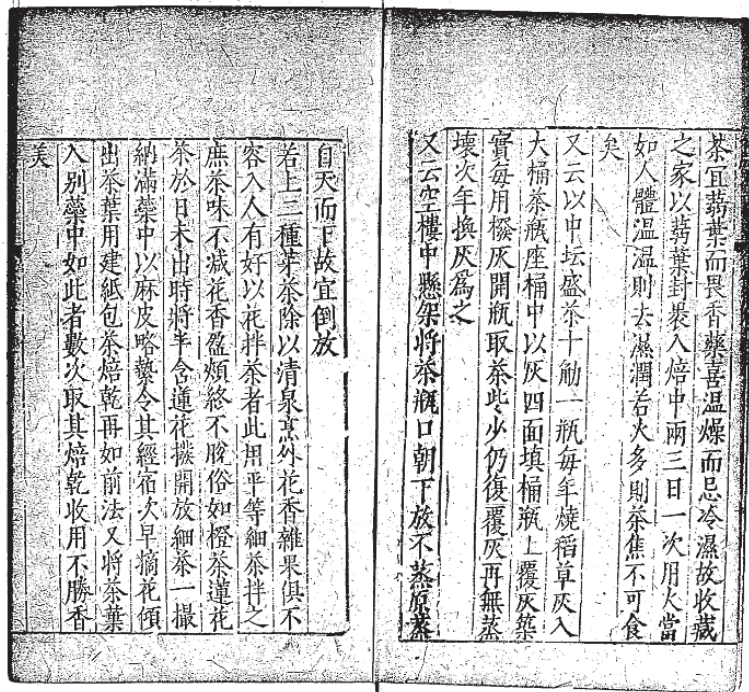 茶宜蒻葉而畏香藥喜温燥而忌冷濕故收藏
之家以蒻葉封裹入焙中兩三日一次用火當
如人體温温則去濕潤若火多則茶焦不可食
矣
又云以中坛盛茶十觔一瓶每年燒稻草灰入
大桶茶瓶座桶中以灰四面填桶瓶上覆灰築
實每用撥灰開瓶取茶些少仍復覆灰再無蒸
壞次年換灰爲之
又云空樓中懸架将茶瓶口朝下放不蒸原蒸
自天而下故宜倒放
若上三種芽茶除以清泉烹外花香雜果俱不
容入人有好以花拌茶者此用平等細茶拌之
庶茶味不减花香盈頰終不脫俗如橙茶蓮花
茶於日未出時將半含蓮花撥開放細茶一撮
納滿蘂中以麻皮略縶令其經宿次早摘花傾
出茶葉用建紙包茶焙乾再如前法又將茶葉
入别蘂中如此者數次取其焙乾收用不勝香
美